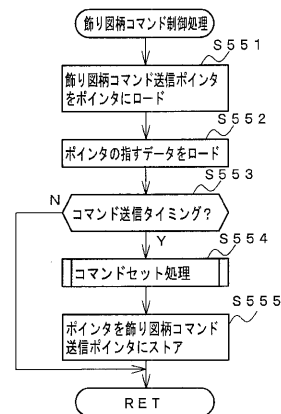 飾り図柄コマンド制御処理
S551
飾り図柄コマンド送信ポインタ
をポインタにロード
S552
ポインタの指すデータをロード
S553
コマンド送信タイミング?
N
Y
S554
コマンドセット処理
S555
ポインタを飾り図柄コマンド
送信ポインタにストア
RET